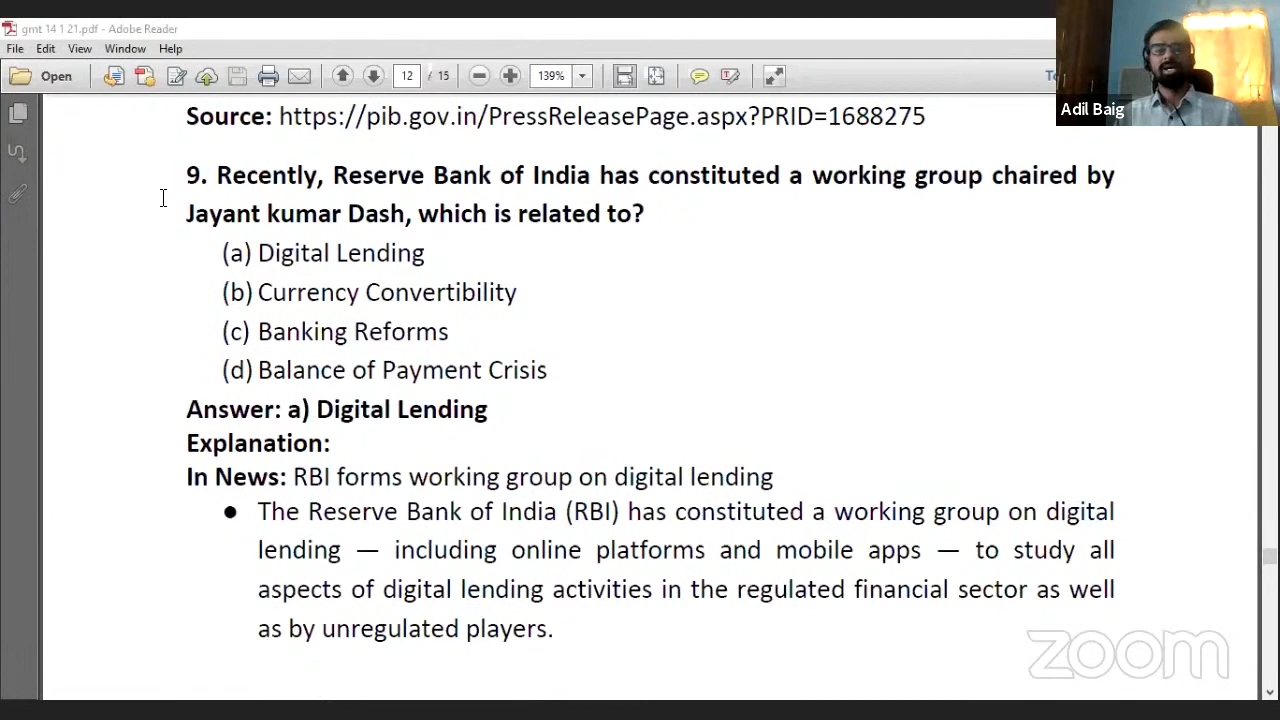 gmt 14 1 21.pdf - Adobe Reader
File Edit View Window Help
Open 12 / 15 139%
Adil Baig
Source: https://pib.gov.in/PressReleasePage.aspx?PRID=1688275
9. Recently, Reserve Bank of India has constituted a working group chaired by
Jayant kumar Dash, which is related to?
(a) Digital Lending
(b) Currency Convertibility
(c) Banking Reforms
(d) Balance of Payment Crisis
Answer: a) Digital Lending
Explanation:
In News: RBI forms working group on digital lending
● The Reserve Bank of India (RBI) has constituted a working group on digital
lending — including online platforms and mobile apps — to study all
aspects of digital lending activities in the regulated financial sector as well
as by unregulated players.
zoom